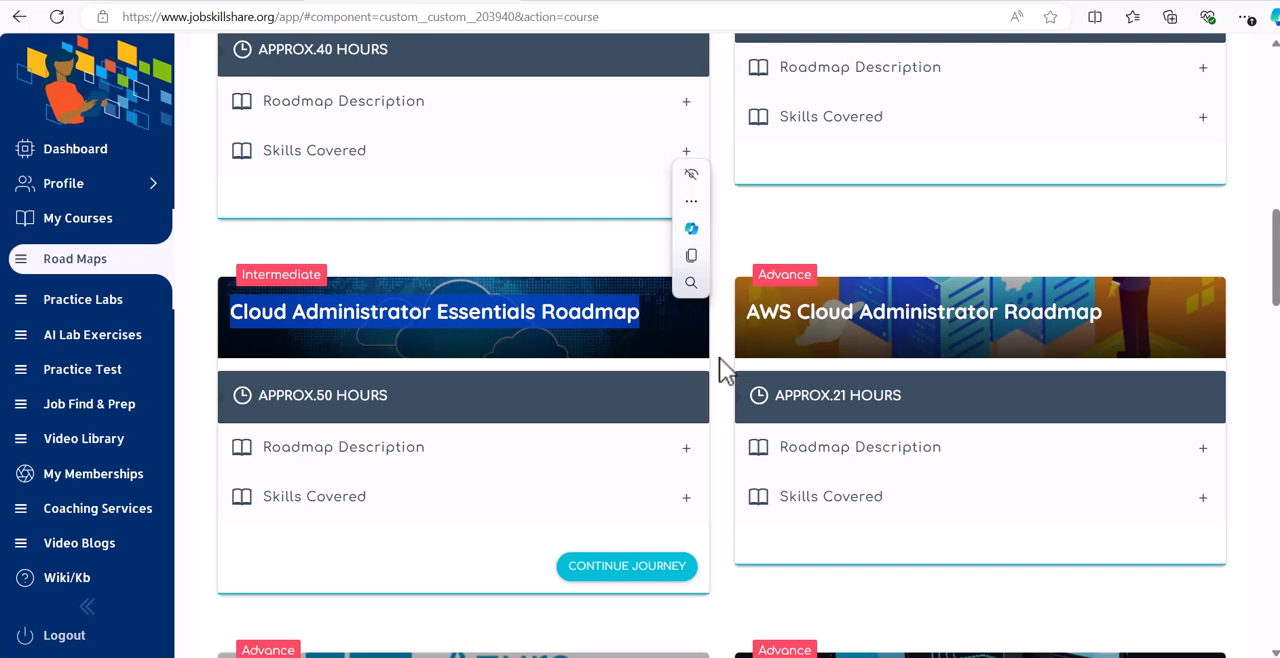 https://www.jobskillshare.org/app/#component=custom__custom_203940&action=course
Dashboard
Profile
My Courses
Road Maps
Practice Labs
AI Lab Exercises
Practice Test
Job Find & Prep
Video Library
My Memberships
Coaching Services
Video Blogs
Wiki/Kb
Logout
APPROX.40 HOURS
Roadmap Description
Skills Covered
Roadmap Description
Skills Covered
Intermediate
Cloud Administrator Essentials Roadmap
APPROX.50 HOURS
Roadmap Description
Skills Covered
CONTINUE JOURNEY
Advance
AWS Cloud Administrator Roadmap
APPROX.21 HOURS
Roadmap Description
Skills Covered
Advance
Advance